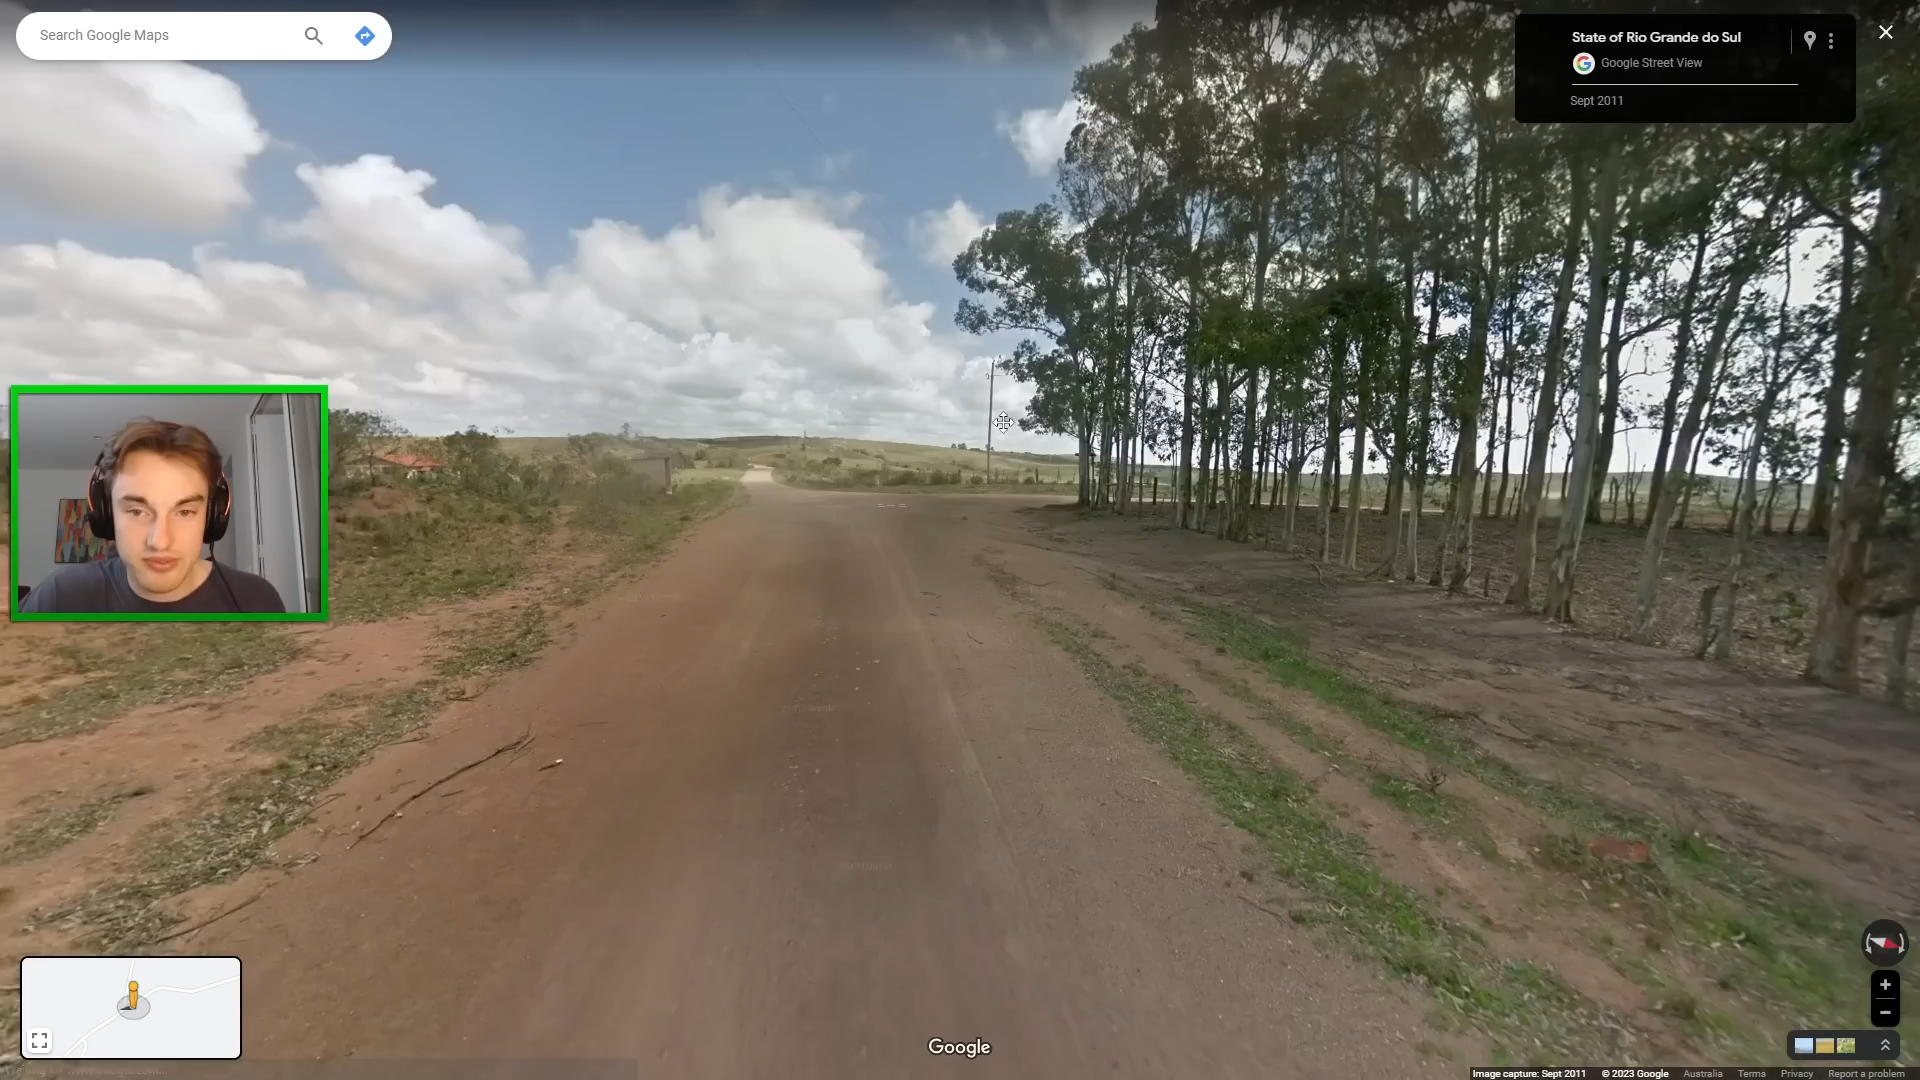 Search Google Maps
State of Rio Grande do Sul
Google Street View
Sept 2011
Google
Image capture: Sept 2011 © 2023 Google Australia Terms Privacy Report a problem